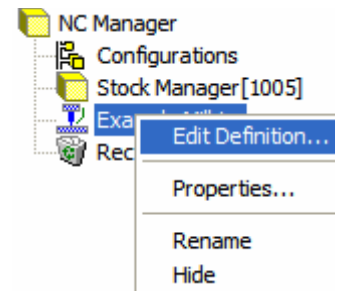 NC Manager
Configurations
Stock Manager[1005]
Exa
Edit Definition...
Rec
Properties...
Rename
Hide